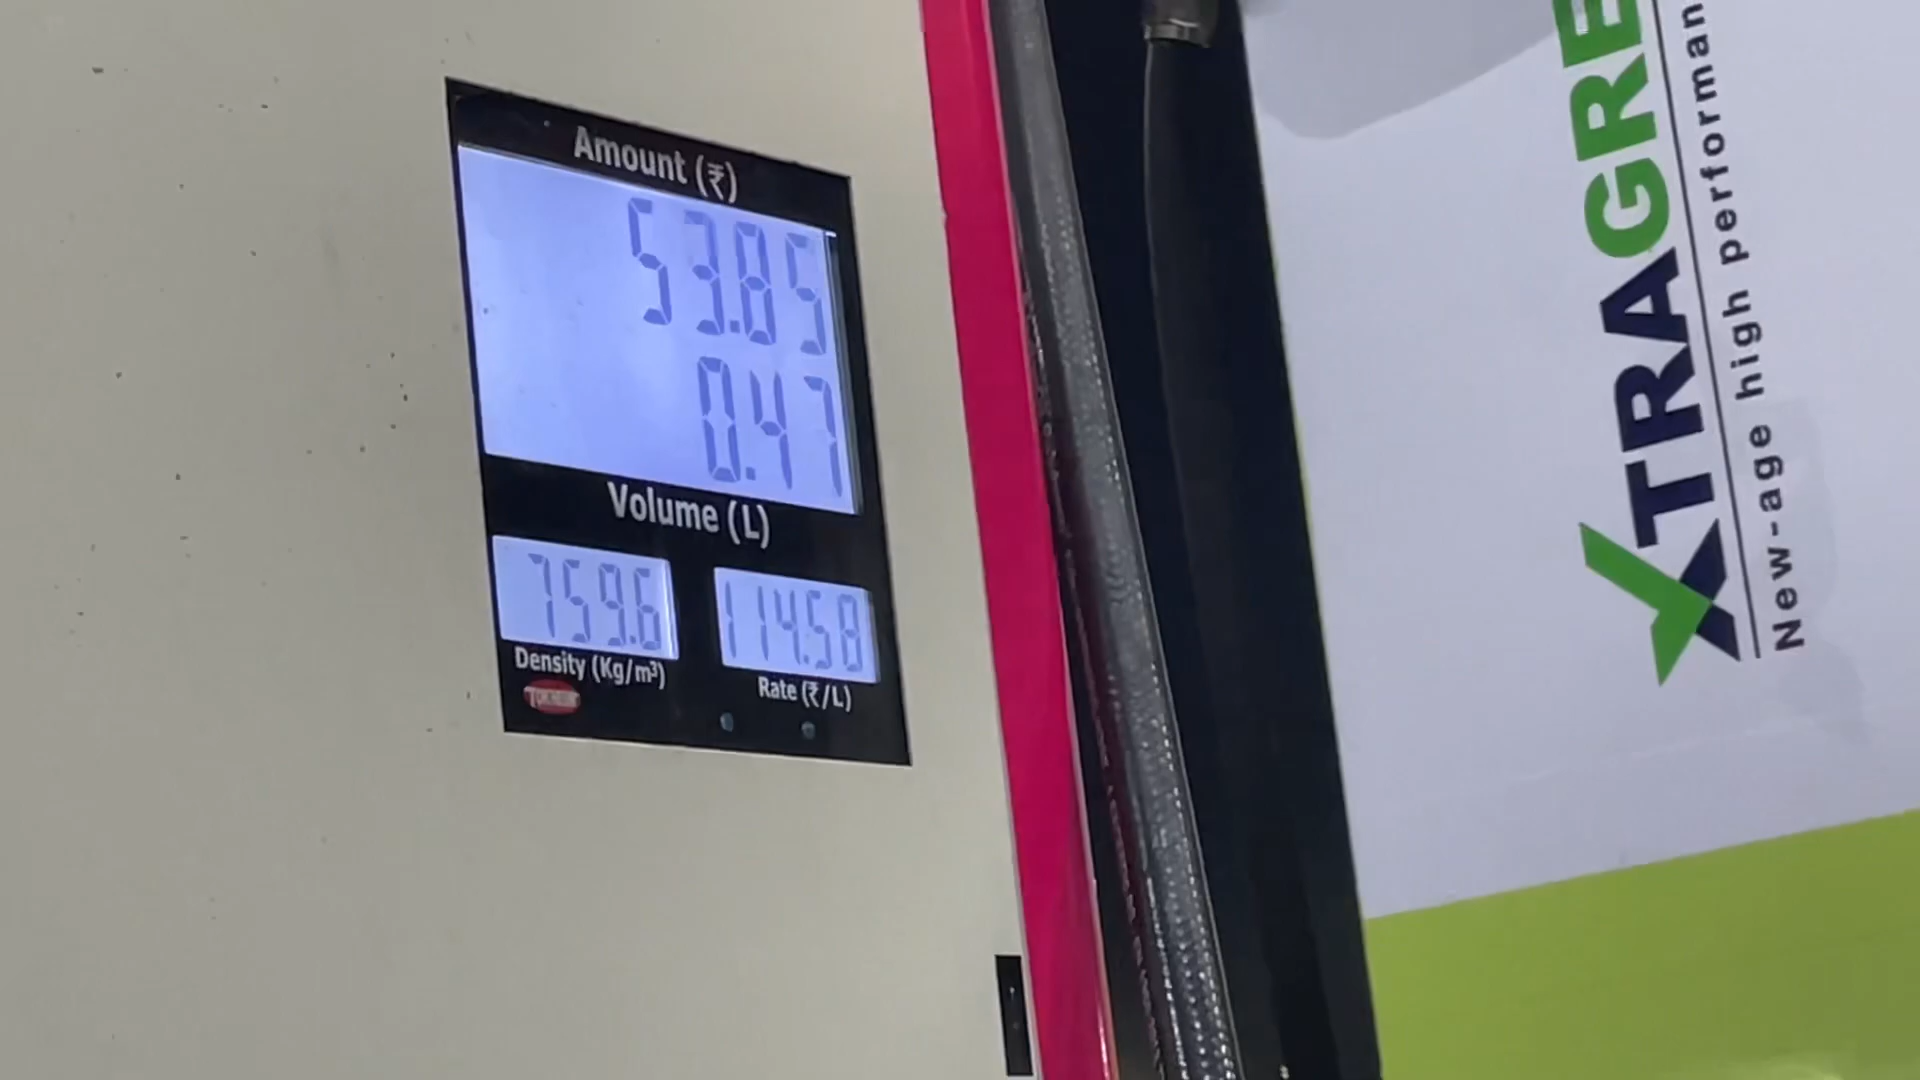 Amount (₹)
53.85
0.47
Volume (L)
759.6
114.58
Density (Kg/m³)
Rate (₹/L)
XTRAGRE
New-age high performan